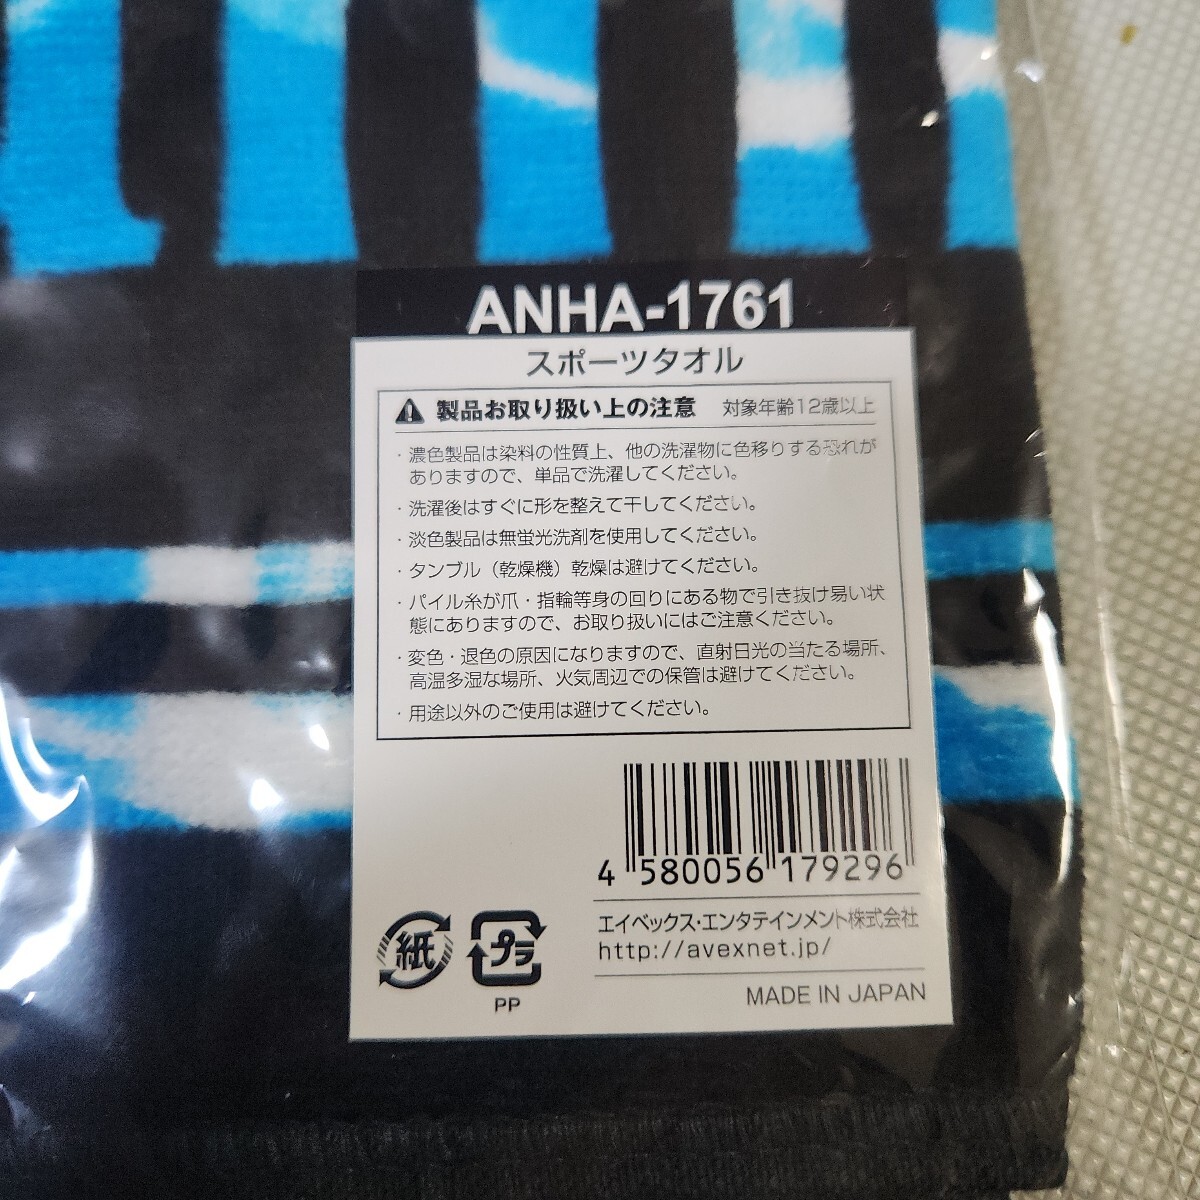 ANHA-1761
スポーツタオル
製品お取り扱い上の注意 対象年齢12歳以上
・濃色製品は染料の性質上、他の洗濯物に色移りする恐れが
ありますので、単品で洗濯してください。
・洗濯後はすぐに形を整えて干してください。
・淡色製品は無蛍光洗剤を使用してください。
・タンブル（乾燥機）乾燥は避けてください。
・パイル糸が爪・指輪等身の回りにある物で引き抜け易い状
態にありますので、お取り扱いにはご注意ください。
・変色・退色の原因になりますので、直射日光の当たる場所、
高温多湿な場所、火気周辺での保管は避けてください。
・用途以外のご使用は避けてください。
4 580056 179296
エイベックス・エンタテインメント株式会社
http://avexnet.jp/
紙
プラ
PP
MADE IN JAPAN